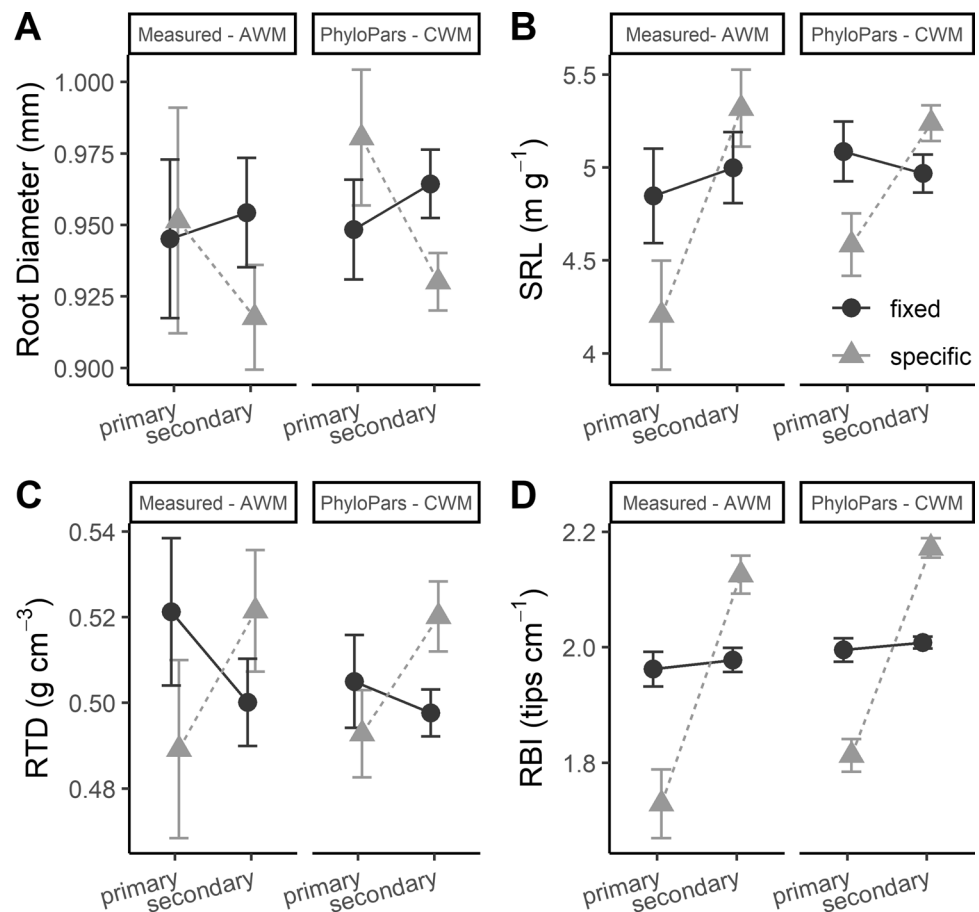 A
Measured - AWM
PhyloPars - CWM
Root Diameter (mm)
1.000
0.975
0.950
0.925
0.900
primary
secondary
primary
secondary
B
Measured- AWM
PhyloPars - CWM
SRL (m g⁻¹)
5.5
5
4.5
4
fixed
specific
primary
secondary
primary
secondary
C
Measured - AWM
PhyloPars - CWM
RTD (g cm⁻³)
0.54
0.52
0.50
0.48
primary
secondary
primary
secondary
D
Measured - AWM
PhyloPars - CWM
RBI (tips cm⁻¹)
2.2
2.0
1.8
primary
secondary
primary
secondary